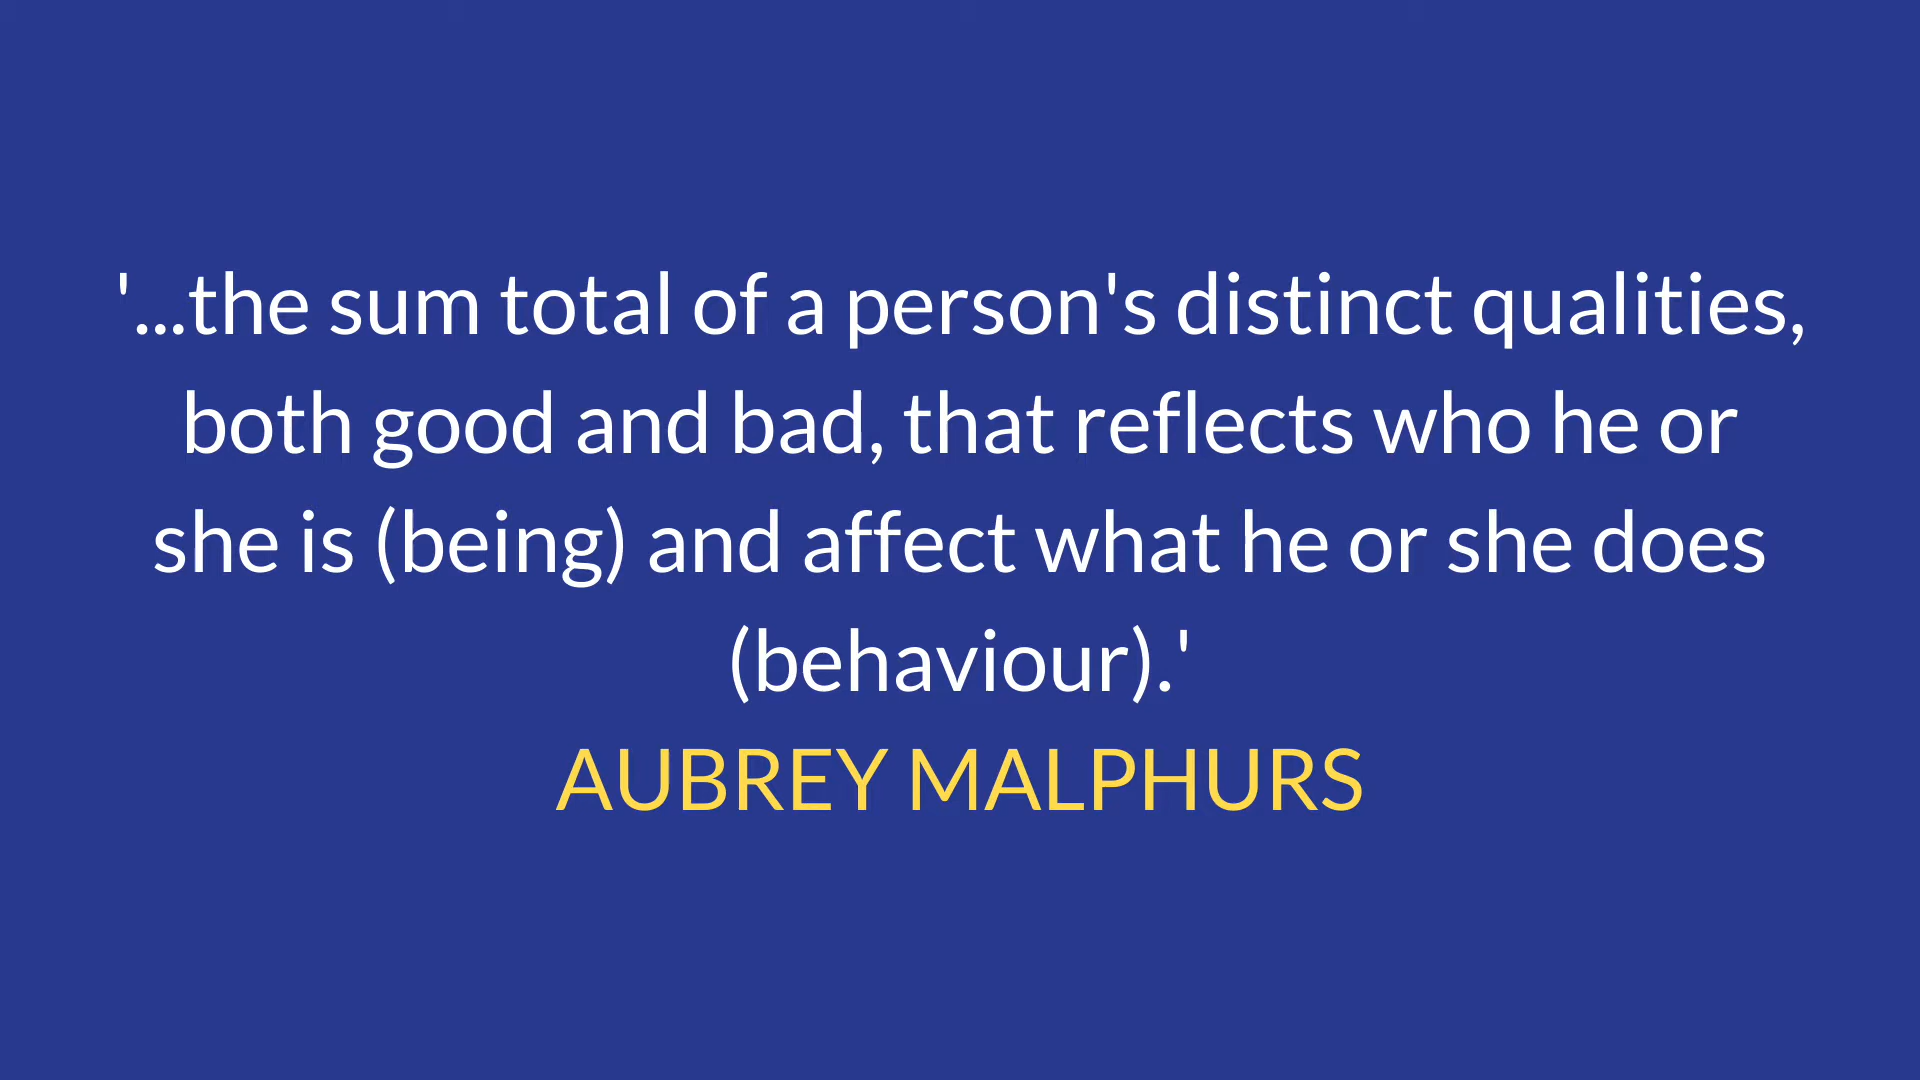 '...the sum total of a person's distinct qualities,
both good and bad, that reflects who he or
she is (being) and affect what he or she does
(behaviour).'
AUBREY MALPHURS